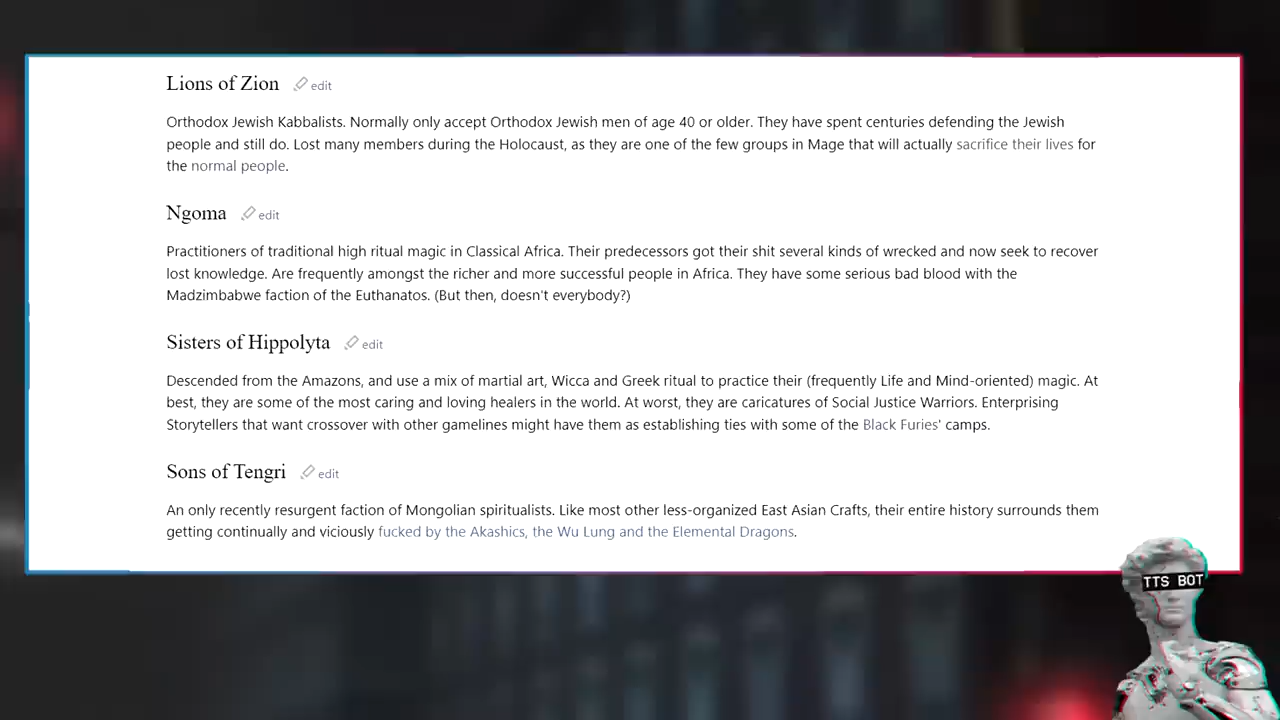 Lions of Zion edit
Orthodox Jewish Kabbalists. Normally only accept Orthodox Jewish men of age 40 or older. They have spent centuries defending the Jewish
people and still do. Lost many members during the Holocaust, as they are one of the few groups in Mage that will actually sacrifice their lives for
the normal people.
Ngoma edit
Practitioners of traditional high ritual magic in Classical Africa. Their predecessors got their shit several kinds of wrecked and now seek to recover
lost knowledge. Are frequently amongst the richer and more successful people in Africa. They have some serious bad blood with the
Madzimbabwe faction of the Euthanatos. (But then, doesn't everybody?)
Sisters of Hippolyta edit
Descended from the Amazons, and use a mix of martial art, Wicca and Greek ritual to practice their (frequently Life and Mind-oriented) magic. At
best, they are some of the most caring and loving healers in the world. At worst, they are caricatures of Social Justice Warriors. Enterprising
Storytellers that want crossover with other gamelines might have them as establishing ties with some of the Black Furies' camps.
Sons of Tengri edit
An only recently resurgent faction of Mongolian spiritualists. Like most other less-organized East Asian Crafts, their entire history surrounds them
getting continually and viciously fucked by the Akashics, the Wu Lung and the Elemental Dragons.
TTS BOT